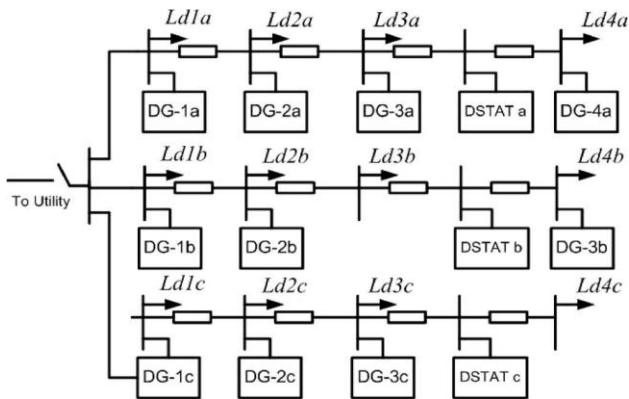 Ld1a Ld2a Ld3a Ld4a
DG-1a DG-2a DG-3a DSTAT a DG-4a
Ld1b Ld2b Ld3b Ld4b
To Utility
DG-1b DG-2b DSTAT b DG-3b
Ld1c Ld2c Ld3c Ld4c
DG-1c DG-2c DG-3c DSTAT c